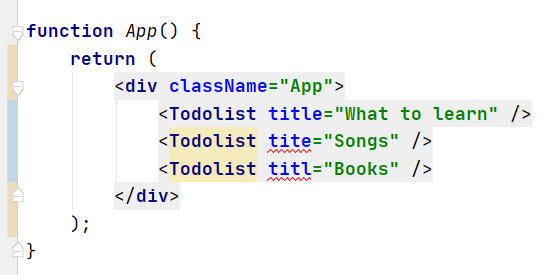 function App() {
return (
<div className="App">
<Todolist title="What to learn" />
<Todolist tite="Songs" />
<Todolist titl="Books" />
</div>
);
}